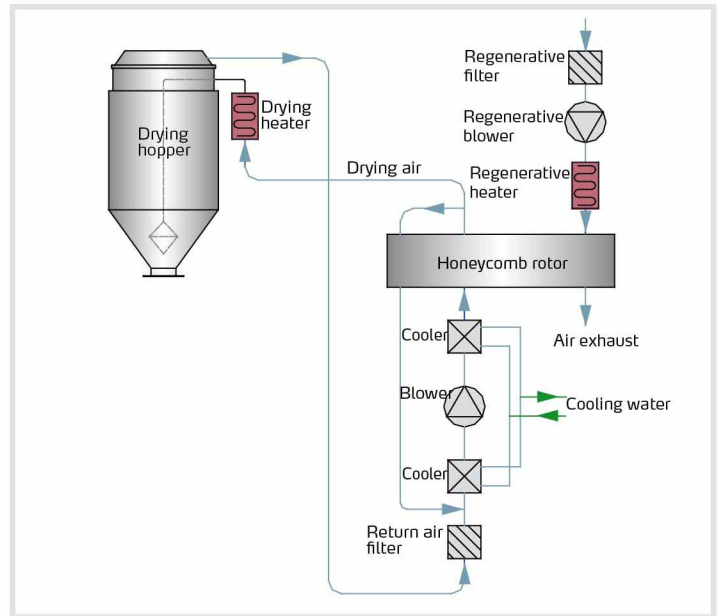 Regenerative
filter
Drying
heater
Drying
hopper
Regenerative
blower
Drying air
Regenerative
heater
Honeycomb rotor
Cooler
Air exhaust
Blower
Cooling water
Cooler
Return air
filter